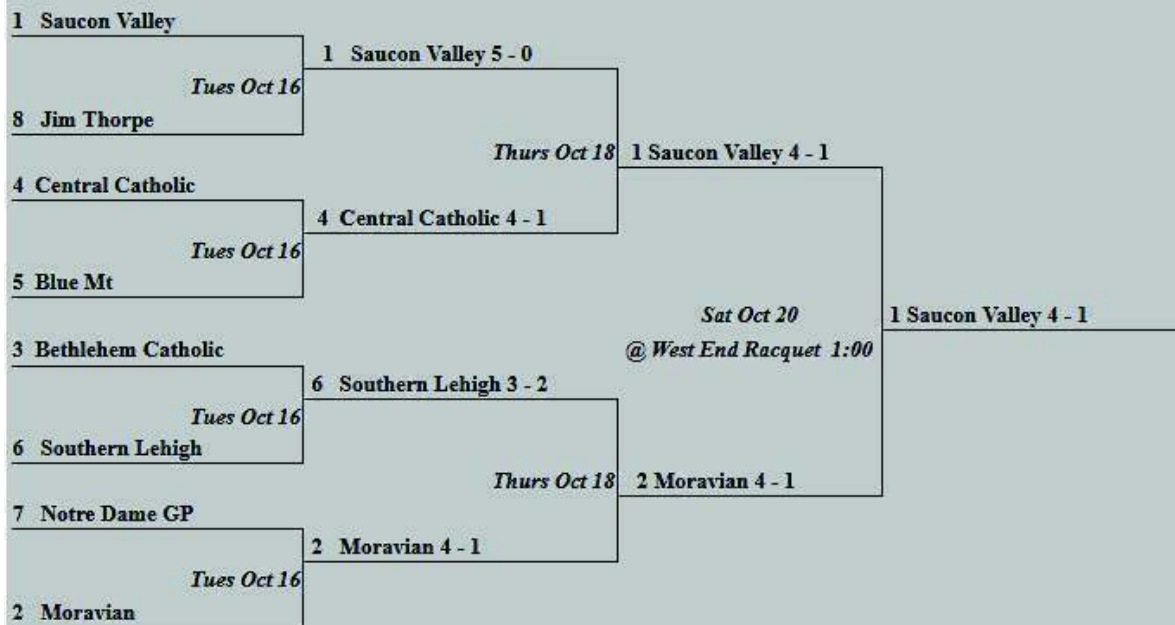 1 Saucon Valley
1 Saucon Valley 5 - 0
Tues Oct 16
8 Jim Thorpe
Thurs Oct 18
1 Saucon Valley 4 - 1
4 Central Catholic
4 Central Catholic 4 - 1
Tues Oct 16
5 Blue Mt
Sat Oct 20
@ West End Racquet 1:00
1 Saucon Valley 4 - 1
3 Bethlehem Catholic
6 Southern Lehigh 3 - 2
Tues Oct 16
6 Southern Lehigh
Thurs Oct 18
2 Moravian 4 - 1
7 Notre Dame GP
2 Moravian 4 - 1
Tues Oct 16
2 Moravian